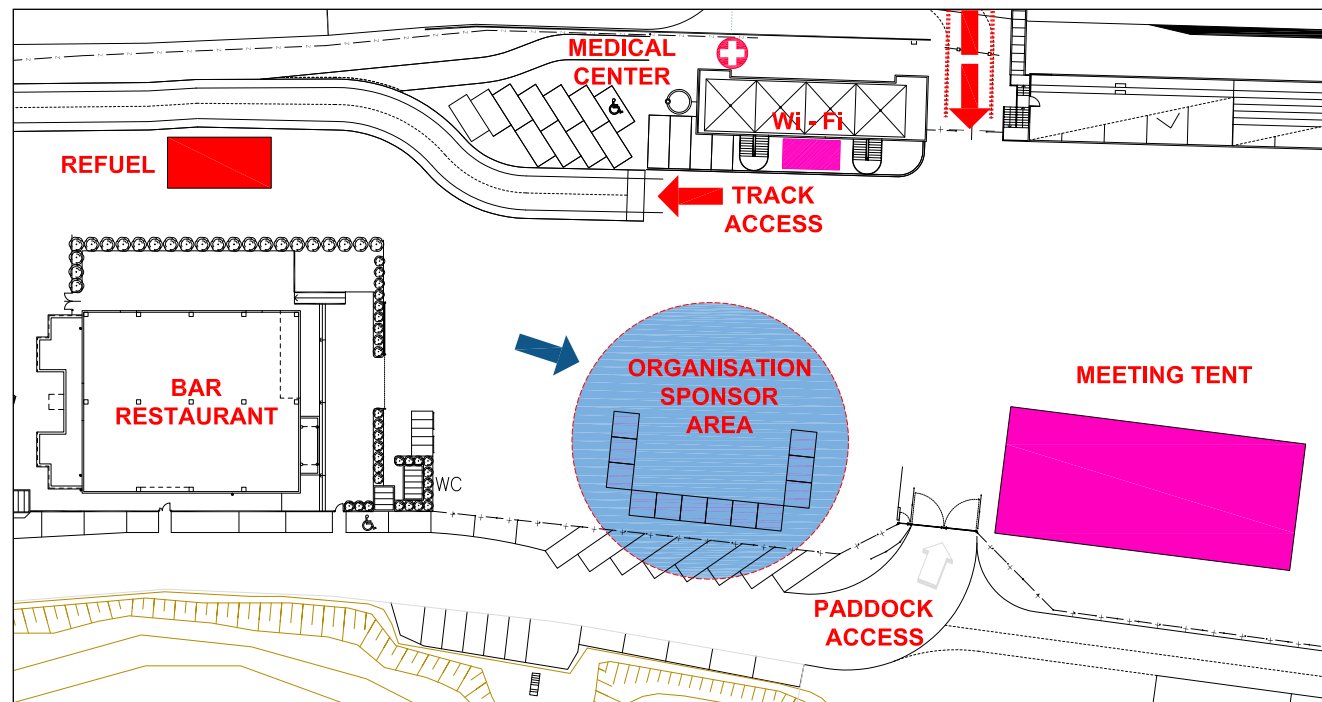 MEDICAL
CENTER
Wi - Fi
REFUEL
TRACK
ACCESS
ORGANISATION
SPONSOR
AREA
MEETING TENT
BAR
RESTAURANT
WC
PADDOCK
ACCESS